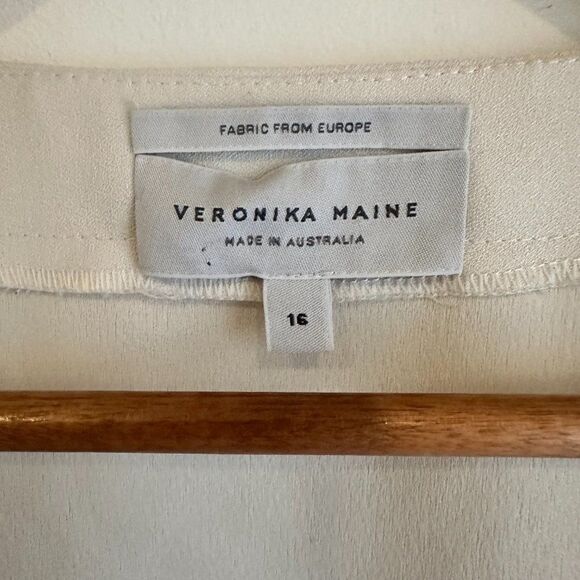 FABRIC FROM EUROPE
VERONIKA MAINE
MADE IN AUSTRALIA
16